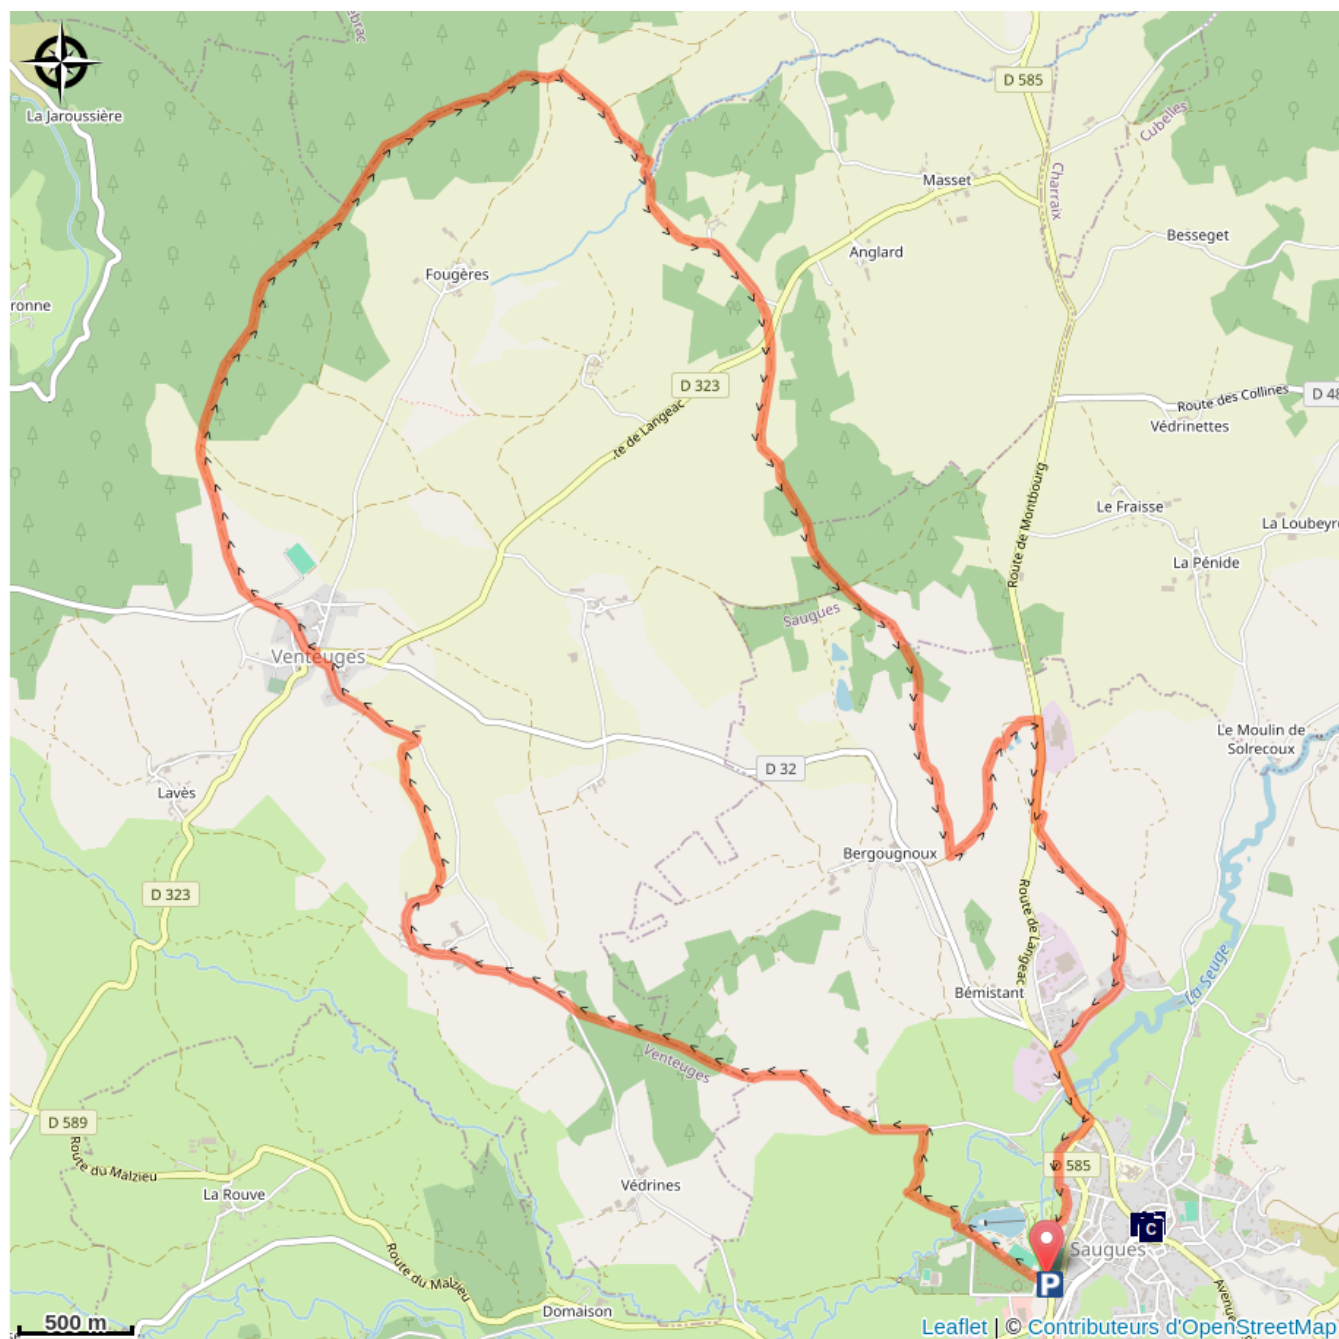 D 585
La Jaroussière
Cubelles
Charraix
Masset
Besseget
Anglard
Fougères
ronne
D 323
Route des Collines
D 48
te de Langeac
Védrinettes
Route de Montbourg
Le Fraisse
La Loubeyr
La Pénide
Saugues
Venteuges
Le Moulin de
Solrecoux
D 32
Lavès
Bergougnoux
D 323
Route de Langeac
La Seuge
Bémistant
Venteuges
D 589
Route du Malzieu
585
Védrines
La Rouve
C
Saugues
Route du Malzieu
P
Avenue
Domaison
500 m
Leaflet | © Contributeurs d'OpenStreetMap